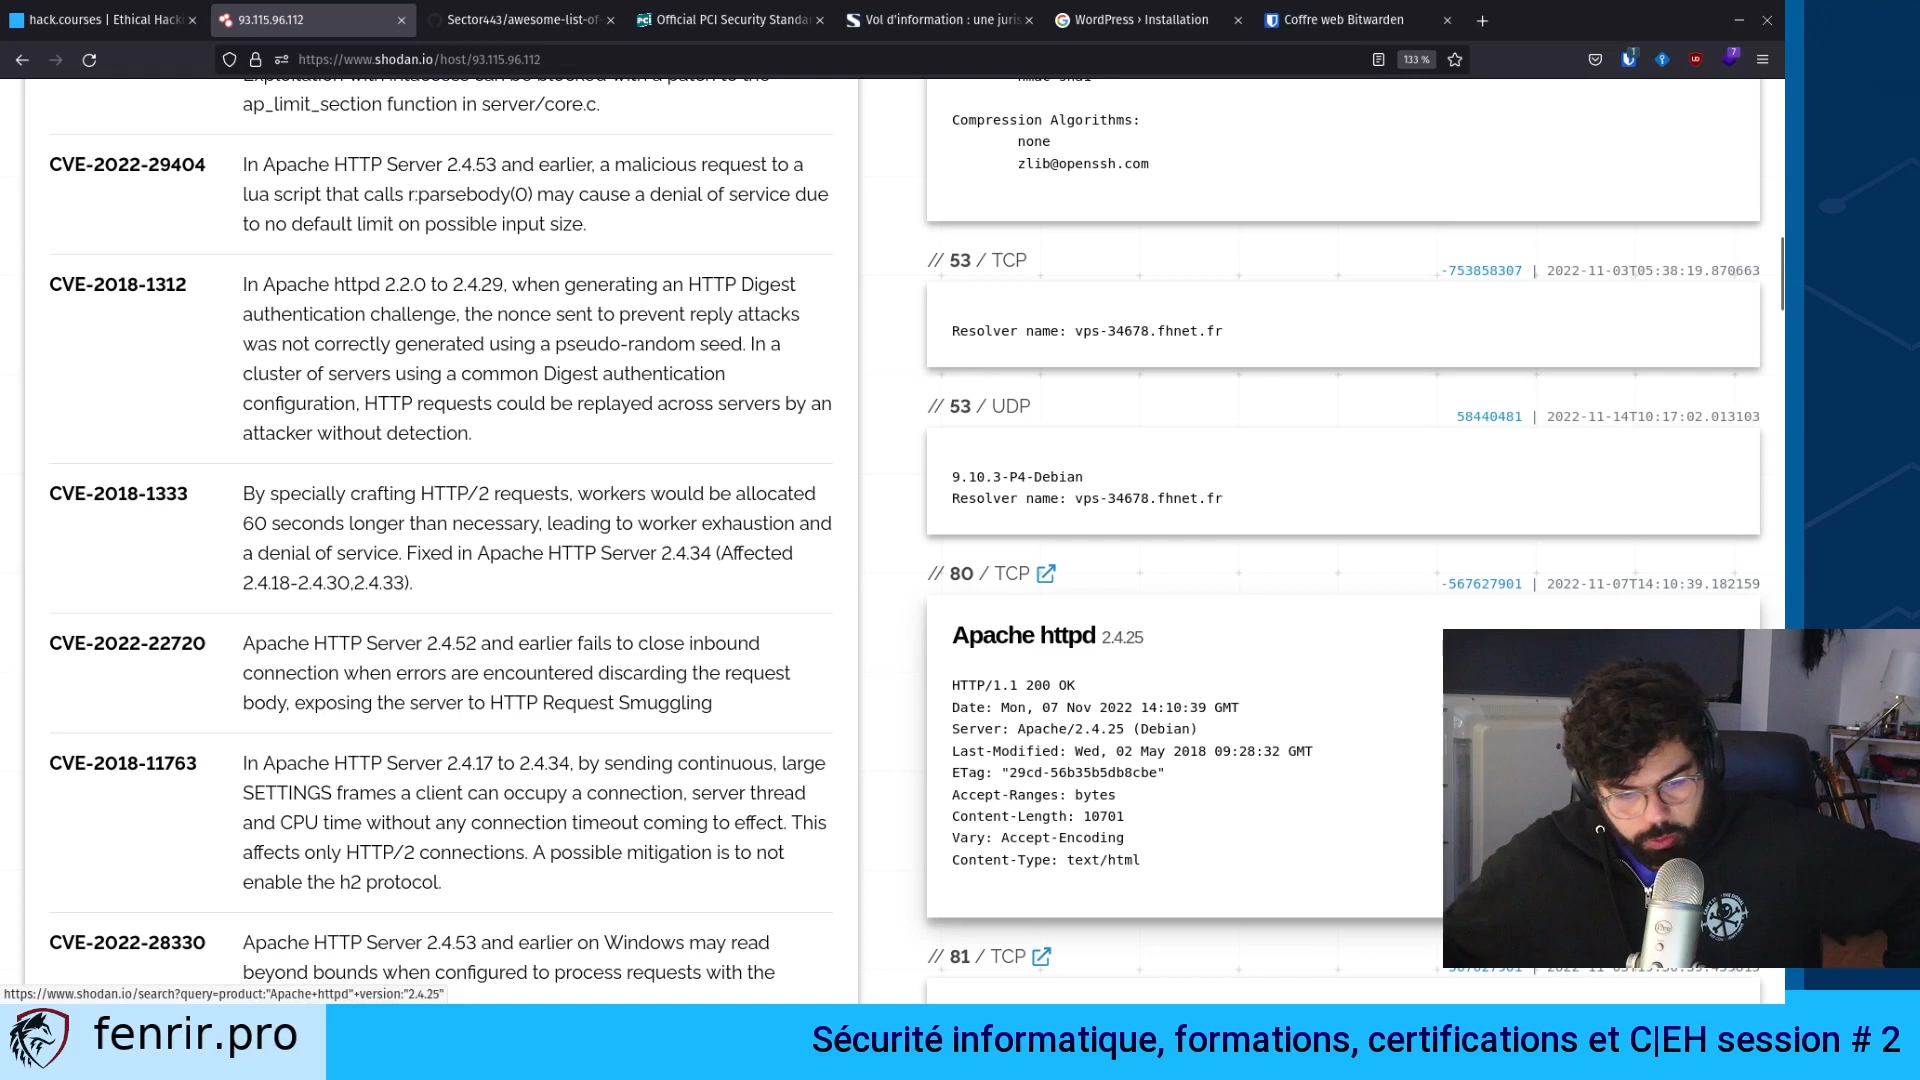 hack.courses | Ethical Hacki
93.115.96.112
Sector443/awesome-list-of-
Official PCI Security Standa
Vol d'information : une juris
WordPress › Installation
Coffre web Bitwarden
https://www.shodan.io/host/93.115.96.112
133 %
1
7
ap_limit_section function in server/core.c.
CVE-2022-29404
In Apache HTTP Server 2.4.53 and earlier, a malicious request to a
lua script that calls r:parsebody(0) may cause a denial of service due
to no default limit on possible input size.
CVE-2018-1312
In Apache httpd 2.2.0 to 2.4.29, when generating an HTTP Digest
authentication challenge, the nonce sent to prevent reply attacks
was not correctly generated using a pseudo-random seed. In a
cluster of servers using a common Digest authentication
configuration, HTTP requests could be replayed across servers by an
attacker without detection.
CVE-2018-1333
By specially crafting HTTP/2 requests, workers would be allocated
60 seconds longer than necessary, leading to worker exhaustion and
a denial of service. Fixed in Apache HTTP Server 2.4.34 (Affected
2.4.18-2.4.30,2.4.33).
CVE-2022-22720
Apache HTTP Server 2.4.52 and earlier fails to close inbound
connection when errors are encountered discarding the request
body, exposing the server to HTTP Request Smuggling
CVE-2018-11763
In Apache HTTP Server 2.4.17 to 2.4.34, by sending continuous, large
SETTINGS frames a client can occupy a connection, server thread
and CPU time without any connection timeout coming to effect. This
affects only HTTP/2 connections. A possible mitigation is to not
enable the h2 protocol.
CVE-2022-28330
Apache HTTP Server 2.4.53 and earlier on Windows may read
beyond bounds when configured to process requests with the
https://www.shodan.io/search?query=product:"Apache+httpd"+version:"2.4.25"
Compression Algorithms:
none
zlib@openssh.com
// 53 / TCP
-753858307 | 2022-11-03T05:38:19.870663
Resolver name: vps-34678.fhnet.fr
// 53 / UDP
58440481 | 2022-11-14T10:17:02.013103
9.10.3-P4-Debian
Resolver name: vps-34678.fhnet.fr
// 80 / TCP
-567627901 | 2022-11-07T14:10:39.182159
Apache httpd 2.4.25
HTTP/1.1 200 OK
Date: Mon, 07 Nov 2022 14:10:39 GMT
Server: Apache/2.4.25 (Debian)
Last-Modified: Wed, 02 May 2018 09:28:32 GMT
ETag: "29cd-56b35b5db8cbe"
Accept-Ranges: bytes
Content-Length: 10701
Vary: Accept-Encoding
Content-Type: text/html
// 81 / TCP
fenrir.pro
Sécurité informatique, formations, certifications et C|EH session # 2